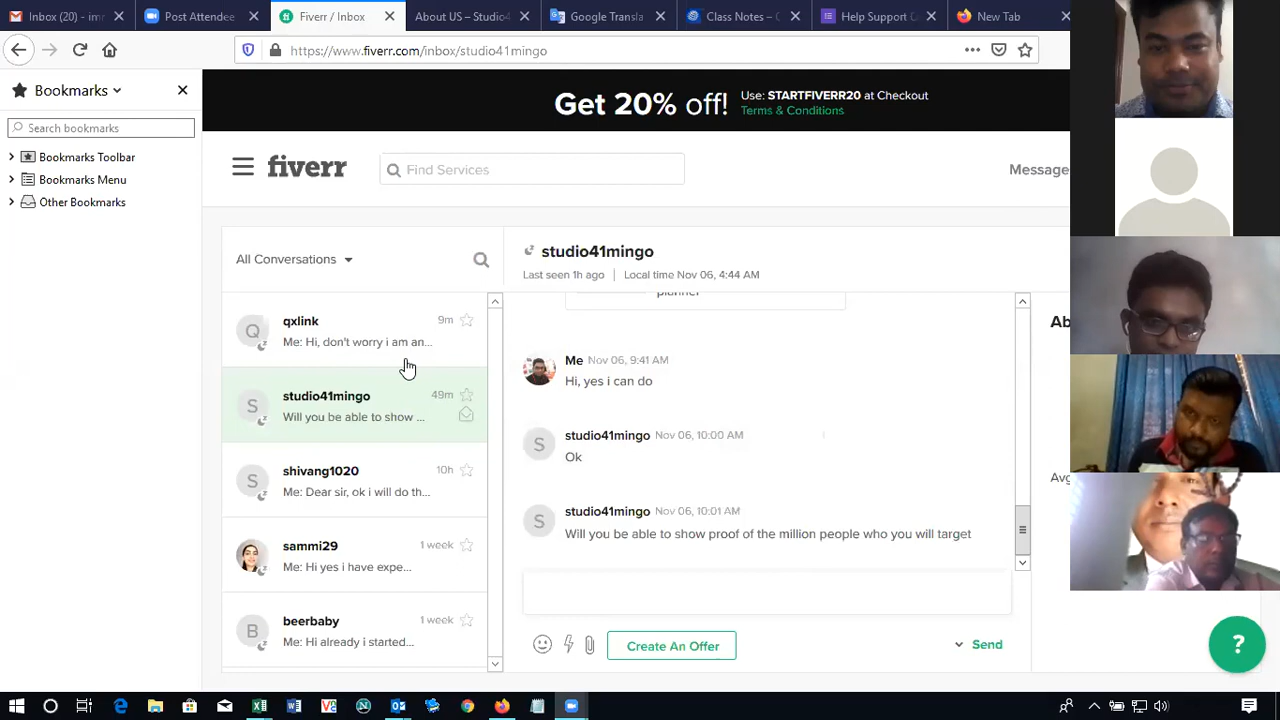 Inbox (20) - imr
Post Attendee
Fiverr / Inbox
About US – Studio4
Google Transla
Class Notes – C
Help Support C
New Tab
https://www.fiverr.com/inbox/studio41mingo
Bookmarks
Search bookmarks
Bookmarks Toolbar
Bookmarks Menu
Other Bookmarks
Get 20% off!
Use: STARTFIVERR20 at Checkout
Terms & Conditions
fiverr
Find Services
Message
All Conversations
qxlink
9m
Me: Hi, don't worry i am an...
studio41mingo
49m
Will you be able to show ...
shivang1020
10h
Me: Dear sir, ok i will do th...
sammi29
1 week
Me: Hi yes i have expe...
beerbaby
1 week
Me: Hi already i started...
studio41mingo
Last seen 1h ago
Local time Nov 06, 4:44 AM
planner
Me Nov 06, 9:41 AM
Hi, yes i can do
studio41mingo Nov 06, 10:00 AM
Ok
studio41mingo Nov 06, 10:01 AM
Will you be able to show proof of the million people who you will target
Create An Offer
Send
Ab
Avg
Q
S
S
B
S
S
?